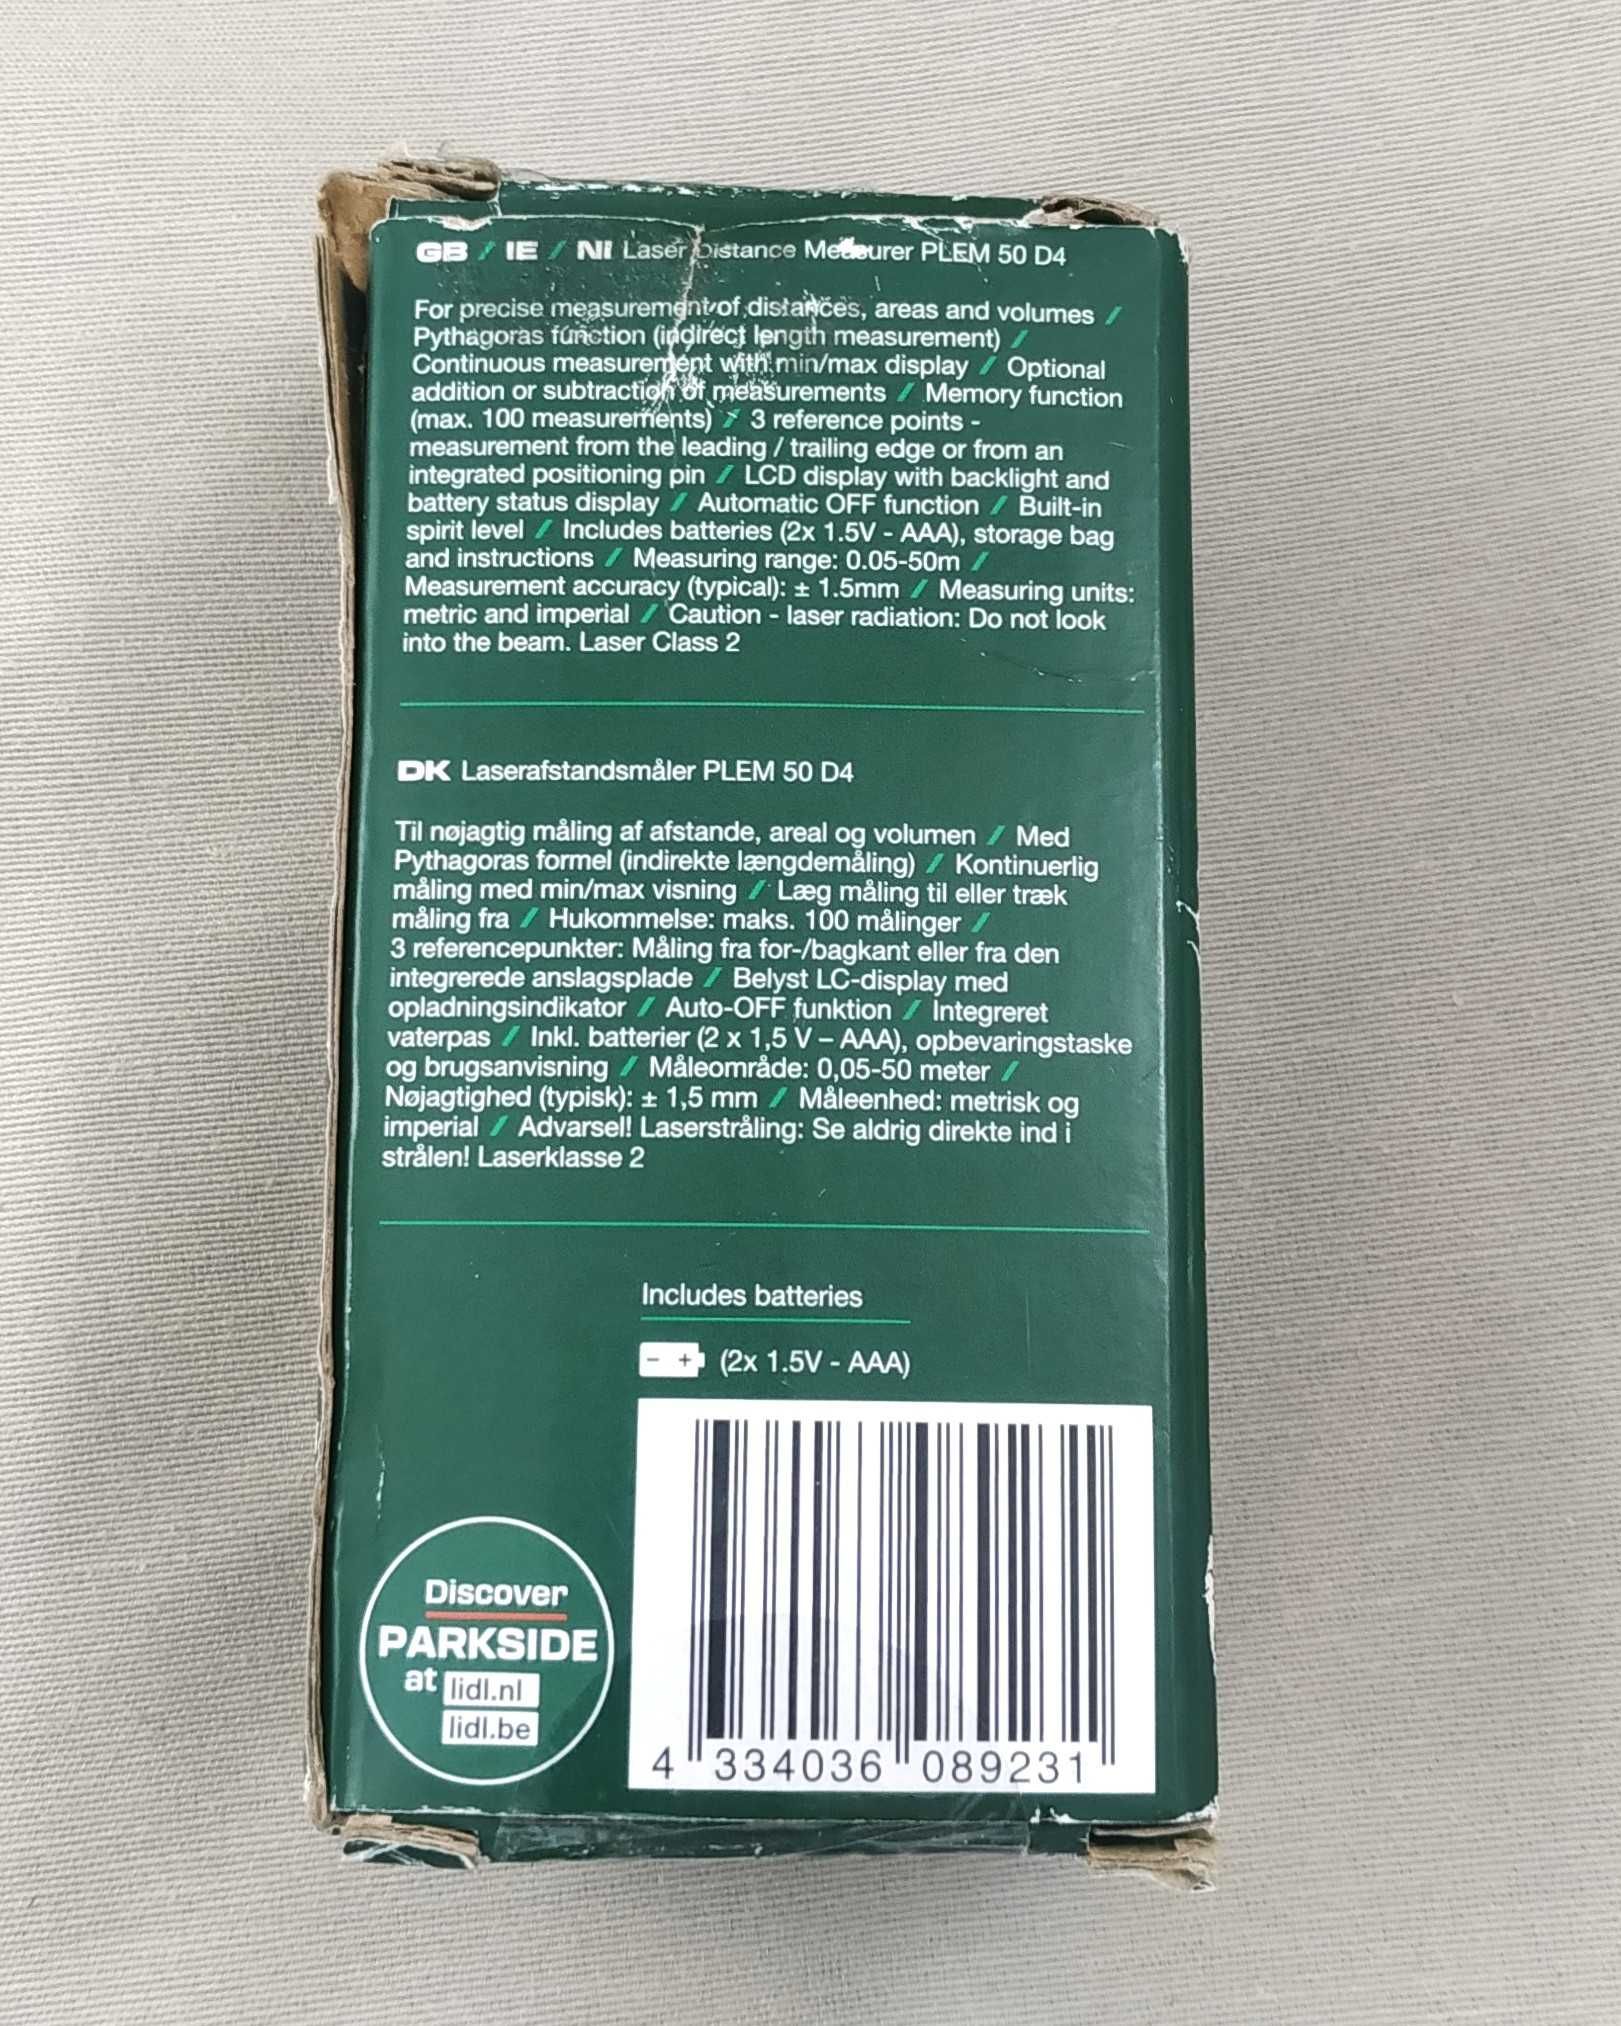 GB / IE / NI Laser Distance Measurer PLEM 50 D4
For precise measurement of distances, areas and volumes /
Pythagoras function (indirect length measurement) /
Continuous measurement with min/max display / Optional
addition or subtraction of measurements / Memory function
(max. 100 measurements) / 3 reference points -
measurement from the leading / trailing edge or from an
integrated positioning pin / LCD display with backlight and
battery status display / Automatic OFF function / Built-in
spirit level / Includes batteries (2x 1.5V - AAA), storage bag
and instructions / Measuring range: 0.05-50m /
Measurement accuracy (typical): ± 1.5mm / Measuring units:
metric and imperial / Caution - laser radiation: Do not look
into the beam. Laser Class 2
DK Laserafstandsmåler PLEM 50 D4
Til nøjagtig måling af afstande, areal og volumen / Med
Pythagoras formel (indirekte længdemåling) / Kontinuerlig
måling med min/max visning / Læg måling til eller træk
måling fra / Hukommelse: maks. 100 målinger /
3 referencepunkter: Måling fra for-/bagkant eller fra den
integrerede anslagsplade / Belyst LC-display med
opladningsindikator / Auto-OFF funktion / Integreret
vaterpas / Inkl. batterier (2 x 1,5 V – AAA), opbevaringstaske
og brugsanvisning / Måleområde: 0,05-50 meter /
Nøjagtighed (typisk): ± 1,5 mm / Måleenhed: metrisk og
imperial / Advarsel! Laserstråling: Se aldrig direkte ind i
strålen! Laserklasse 2
Includes batteries
- + (2x 1.5V - AAA)
Discover
PARKSIDE
at lidl.nl
lidl.be
4 334036 089231